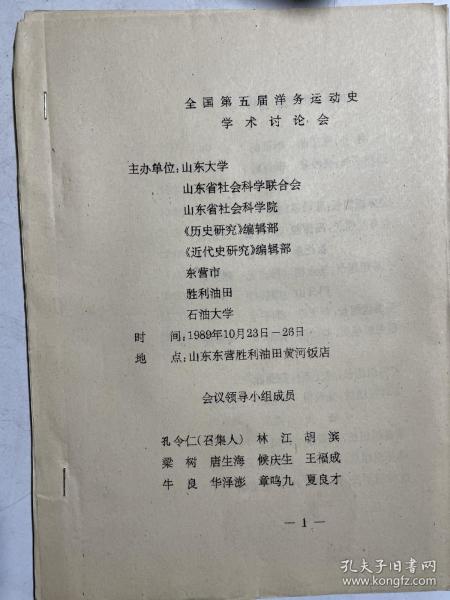 全国第五届洋务运动史
学术讨论会
主办单位:山东大学
山东省社会科学联合会
山东省社会科学院
《历史研究》编辑部
《近代史研究》编辑部
东营市
胜利油田
石油大学
时 间:1989年10月23日-26日
地 点:山东东营胜利油田黄河饭店
会议领导小组成员
孔令仁(召集人) 林江 胡滨
梁树 唐生海 候庆生 王福成
牛良 华泽澎 章鸣九 夏良才
— 1 —
孔夫子旧书网
www.kongfz.com